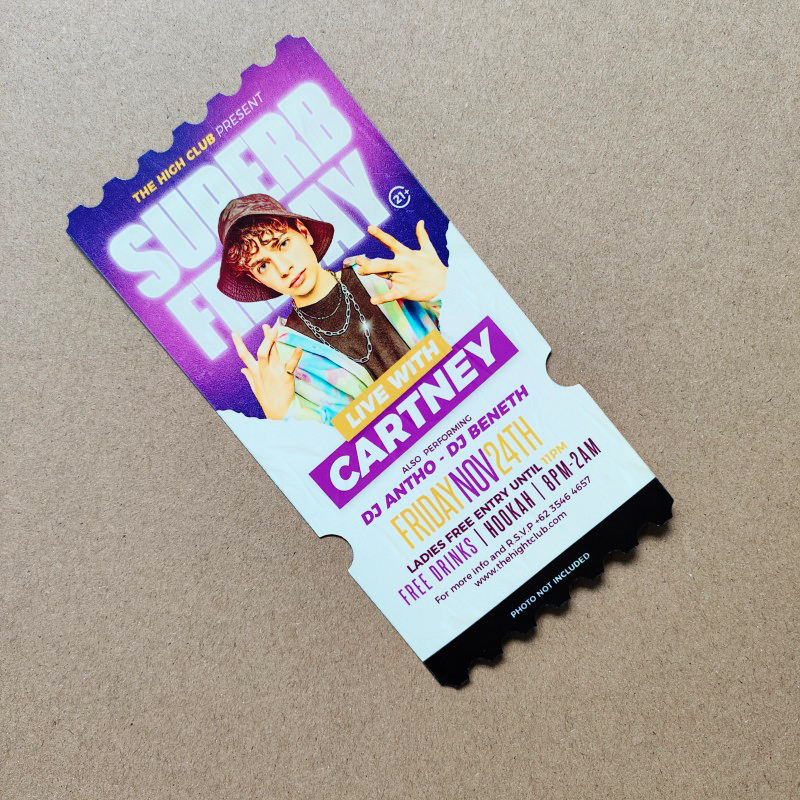 THE HIGH CLUB PRESENT
SUPERB
FRIDAY
21+
LIVE WITH
CARTNEY
ALSO PERFORMING
DJ ANTHO - DJ BENETH
FRIDAY NOV 24TH
LADIES FREE ENTRY UNTIL 11PM
FREE DRINKS | HOOKAH | 8PM-2AM
For more info and R.S.V.P +62 3546 4657
www.thehightclub.com
PHOTO NOT INCLUDED